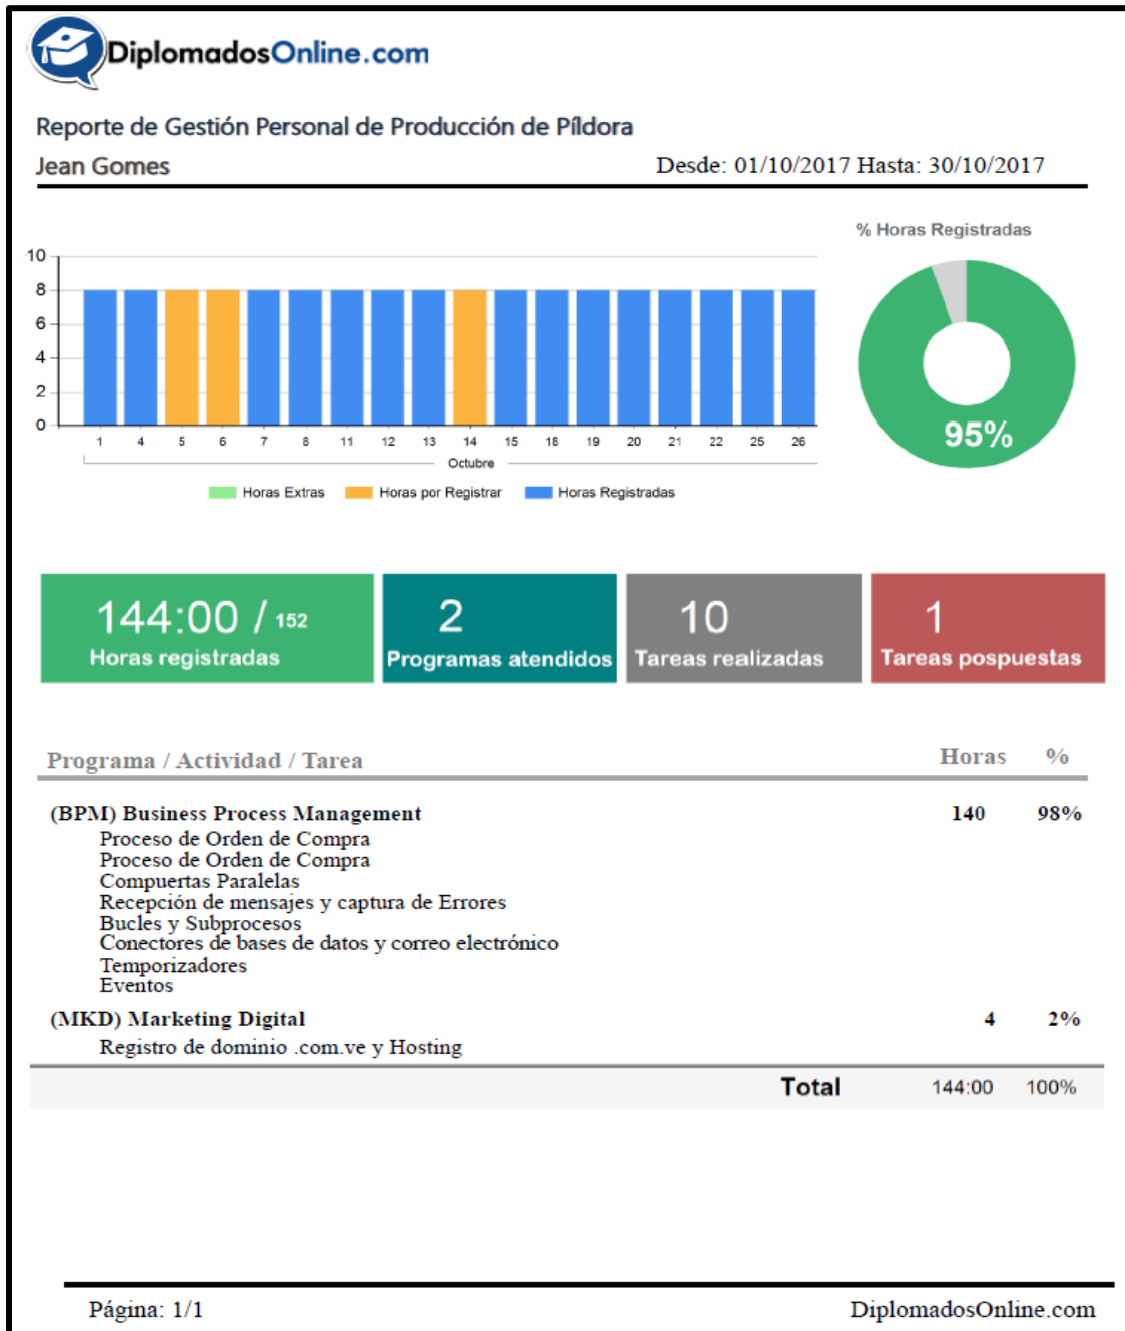 DiplomadosOnline.com
Reporte de Gestión Personal de Producción de Píldora
Jean Gomes
Desde: 01/10/2017 Hasta: 30/10/2017
% Horas Registradas
10
8
6
4
2
0
1 4 5 6 7 8 11 12 13 14 15 18 19 20 21 22 25 26
Octubre
Horas Extras Horas por Registrar Horas Registradas
95%
144:00 / 152
Horas registradas
2
Programas atendidos
10
Tareas realizadas
1
Tareas pospuestas
Programa / Actividad / Tarea Horas %
(BPM) Business Process Management 140 98%
Proceso de Orden de Compra
Proceso de Orden de Compra
Compuertas Paralelas
Recepción de mensajes y captura de Errores
Bucles y Subprocesos
Conectores de bases de datos y correo electrónico
Temporizadores
Eventos
(MKD) Marketing Digital 4 2%
Registro de dominio .com.ve y Hosting
Total 144:00 100%
Página: 1/1 DiplomadosOnline.com